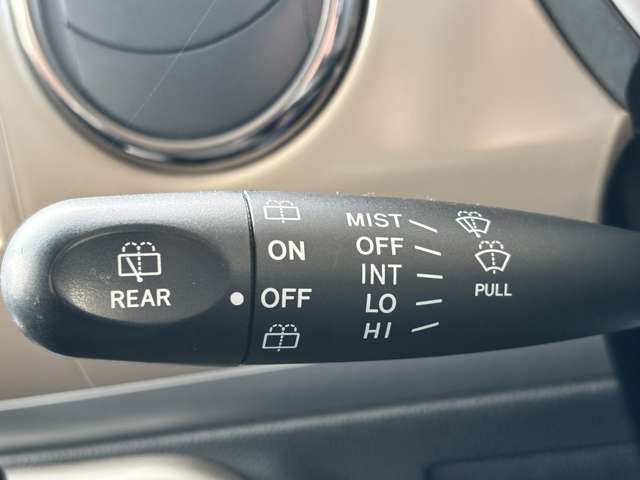 REAR
ON
OFF
MIST
OFF
INT
LO
HI
PULL